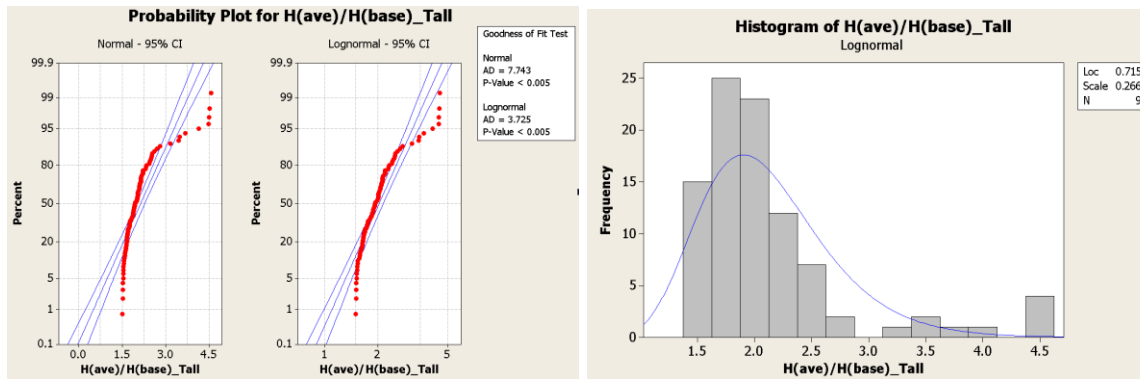 Probability Plot for H(ave)/H(base)_Tall
Normal - 95% CI
Lognormal - 95% CI
Goodness of Fit Test
Normal
AD = 7.743
P-Value < 0.005
Lognormal
AD = 3.725
P-Value < 0.005
99.9
99
95
80
50
20
5
1
0.1
Percent
0.0 1.5 3.0 4.5
H(ave)/H(base)_Tall
99.9
99
95
80
50
20
5
1
0.1
Percent
1 2 5
H(ave)/H(base)_Tall
Histogram of H(ave)/H(base)_Tall
Lognormal
Loc 0.715
Scale 0.266
N 9
25
20
15
10
5
0
Frequency
1.5 2.0 2.5 3.0 3.5 4.0 4.5
H(ave)/H(base)_Tall